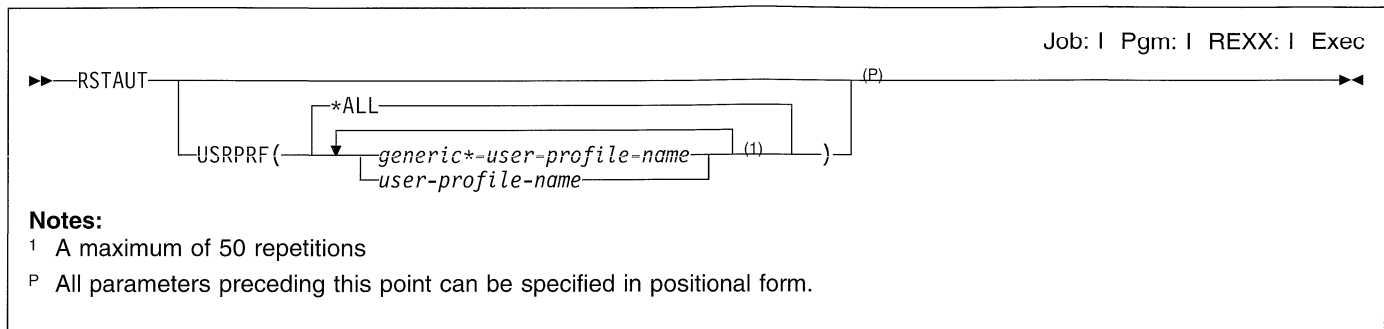 Job: I Pgm: I REXX: I Exec
RSTAUT (P)
*ALL
USRPRF( generic*-user-profile-name (1) )
user-profile-name
Notes:
1 A maximum of 50 repetitions
P All parameters preceding this point can be specified in positional form.